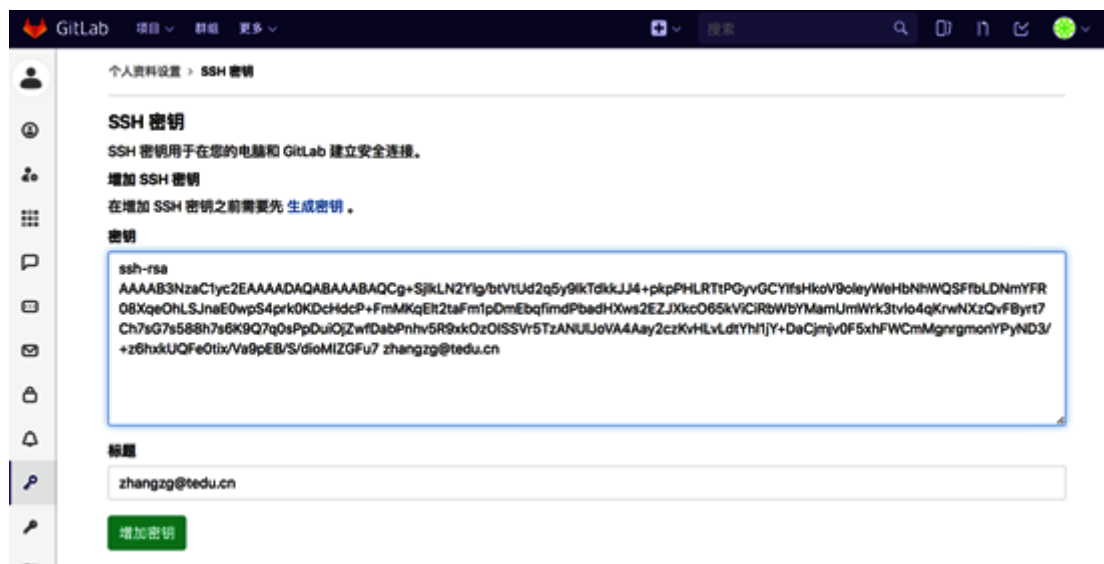 GitLab 项目 群组 更多 搜索
个人资料设置 > SSH 密钥
SSH 密钥
SSH 密钥用于在您的电脑和 GitLab 建立安全连接。
增加 SSH 密钥
在增加 SSH 密钥之前需要先 生成密钥 。
密钥
ssh-rsa
AAAAB3NzaC1yc2EAAAADAQABAAABAQCg+SjlkLN2Ylg/btVtUd2q5y9lkTdkkJJ4+pkpPHLRTtPGyvGCYlfsHkoV9oleyWeHbNhWQSFfbLDNmYFR
08XqeOhLSJnaE0wpS4prk0KDcHdcP+FmMKqElt2taFm1pDmEbqfimdPbadHXws2EZJXkcO65kViCiRbWbYMamUmWrk3tvlo4qKrwNXzQvFByrt7
Ch7sG7s588h7s6K9Q7q0sPpDuiOjZwfDabPnhv5R9xkOzOISSVr5TzANUUoVA4Aay2czKvHLvLdtYhl1jY+DaCjmjv0F5xhFWCmMgnrgmonYPyND3/
+z6hxkUQFe0tix/Va9pEB/S/dioMIZGFu7 zhangzg@tedu.cn
标题
zhangzg@tedu.cn
增加密钥